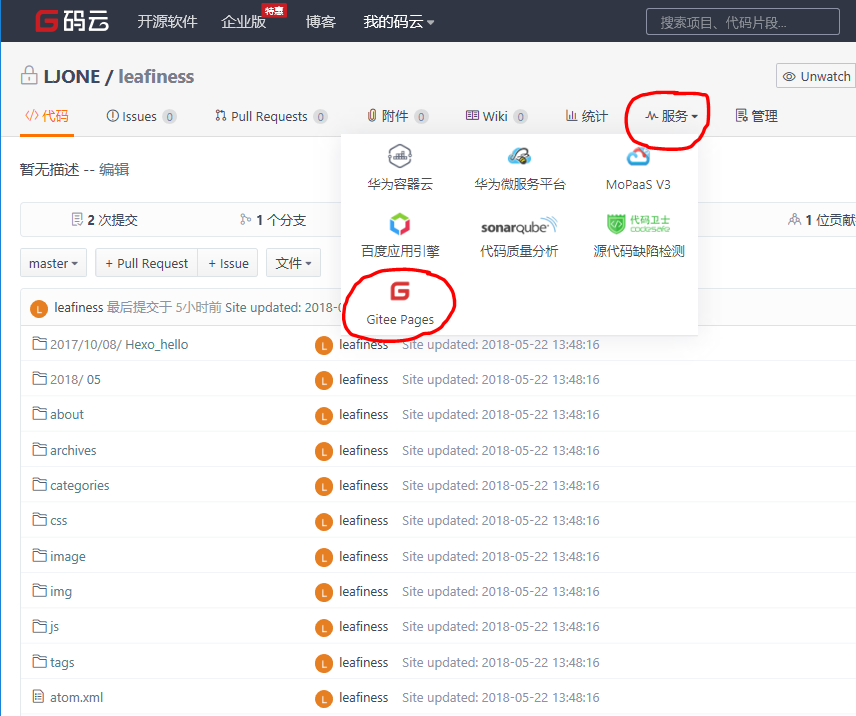 G 码云 开源软件 企业版 特惠 博客 我的码云 搜索项目、代码片段...
LJONE / leafiness Unwatch
代码 Issues 0 Pull Requests 0 附件 0 Wiki 0 统计 服务 管理
暂无描述 -- 编辑
华为容器云 华为微服务平台 MoPaaS V3
2 次提交 1 个分支 1 位贡献
sonarqube 代码卫士 codesafe
百度应用引擎 代码质量分析 源代码缺陷检测
master + Pull Request + Issue 文件
Gitee Pages
L leafiness 最后提交于 5小时前 Site updated: 2018-
2017/10/08/ Hexo_hello L leafiness Site updated: 2018-05-22 13:48:16
2018/ 05 L leafiness Site updated: 2018-05-22 13:48:16
about L leafiness Site updated: 2018-05-22 13:48:16
archives L leafiness Site updated: 2018-05-22 13:48:16
categories L leafiness Site updated: 2018-05-22 13:48:16
css L leafiness Site updated: 2018-05-22 13:48:16
image L leafiness Site updated: 2018-05-22 13:48:16
img L leafiness Site updated: 2018-05-22 13:48:16
js L leafiness Site updated: 2018-05-22 13:48:16
tags L leafiness Site updated: 2018-05-22 13:48:16
atom.xml L leafiness Site updated: 2018-05-22 13:48:16